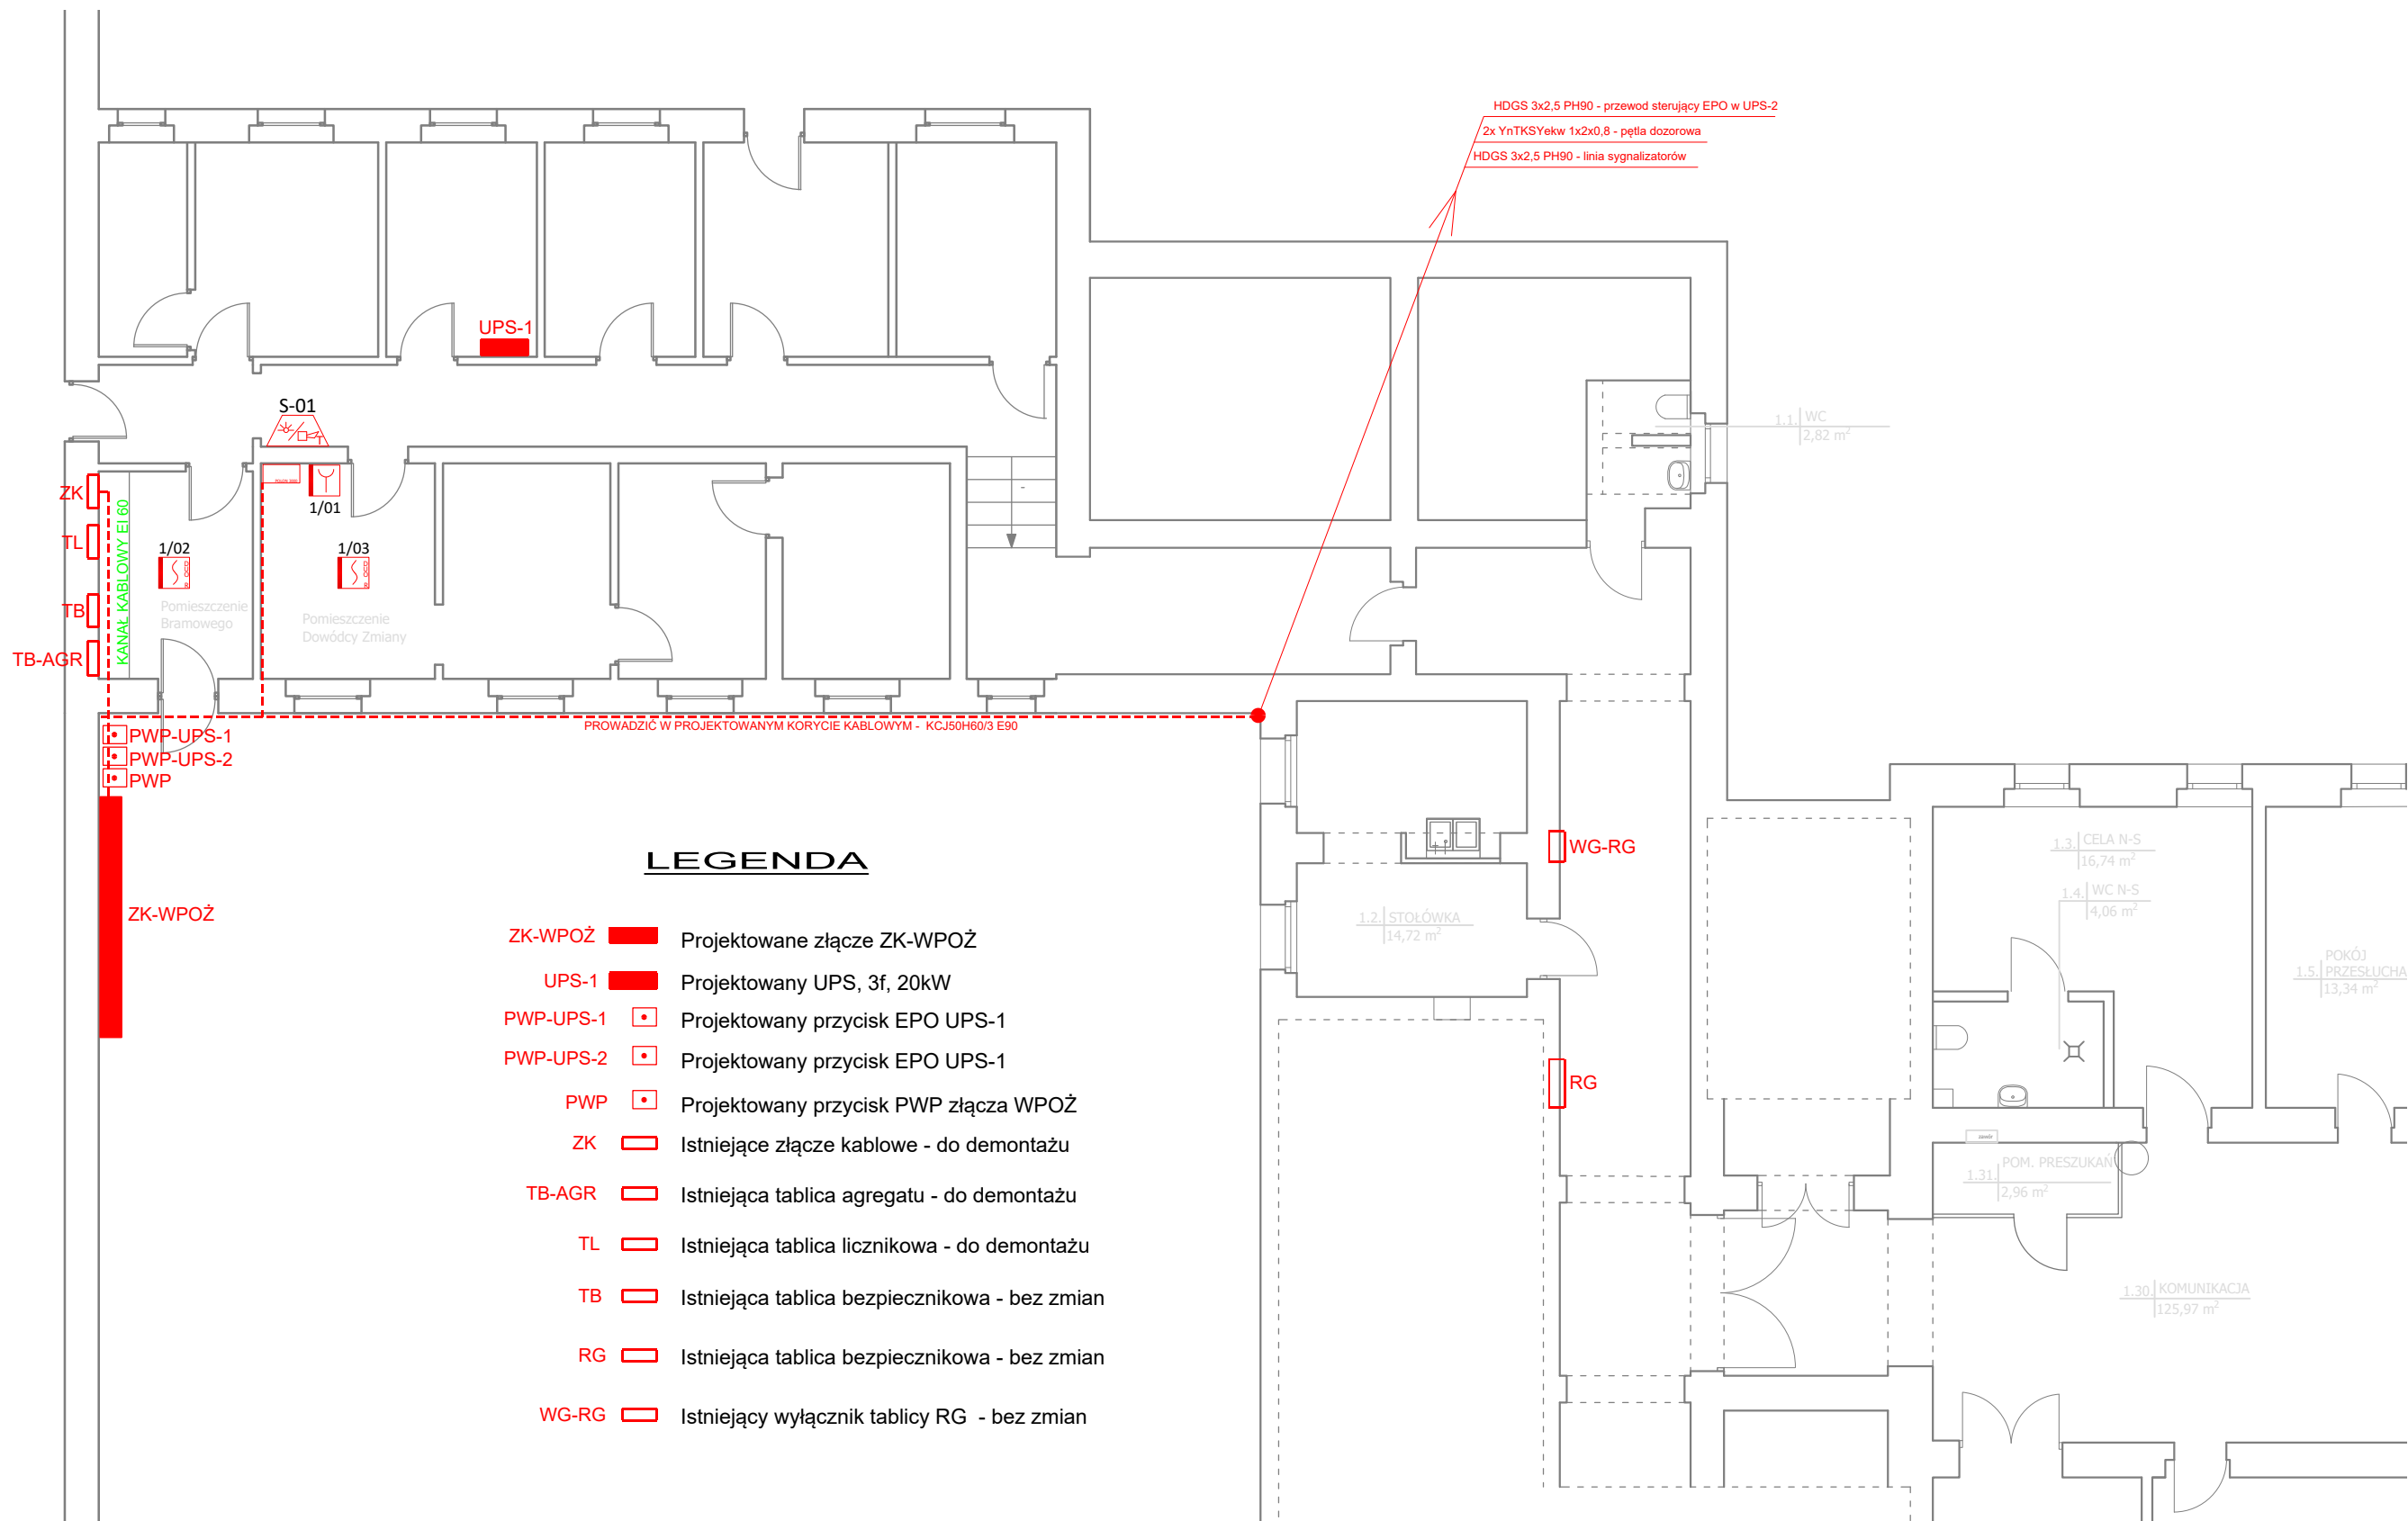 HDGS 3x2,5 PH90 - przewod sterujący EPO w UPS-2
2x YnTKSYekw 1x2x0,8 - pętla dozorowa
HDGS 3x2,5 PH90 - linia sygnalizatorów
UPS-1
S-01
1.1. WC
2,82 m²
ZK
1/01
TL
KANAŁ KABLOWY EI 60
1/02
1/03
TB
Pomieszczenie
Bramowego
Pomieszczenie
Dowódcy Zmiany
TB-AGR
PROWADZIĆ W PROJEKTOWANYM KORYCIE KABLOWYM - KCJ50H60/3 E90
PWP-UPS-1
PWP-UPS-2
PWP
ZK-WPOŻ
WG-RG
1.2. STOŁÓWKA
14,72 m²
RG
1.3. CELA N-S
16,74 m²
1.4. WC N-S
4,06 m²
POKÓJ
1.5. PRZESŁUCHA
13,34 m²
1.31. POM. PRESZUKAŃ
2,96 m²
1.30. KOMUNIKACJA
125,97 m²
LEGENDA
ZK-WPOŻ Projektowane złącze ZK-WPOŻ
UPS-1 Projektowany UPS, 3f, 20kW
PWP-UPS-1 Projektowany przycisk EPO UPS-1
PWP-UPS-2 Projektowany przycisk EPO UPS-1
PWP Projektowany przycisk PWP złącza WPOŻ
ZK Istniejące złącze kablowe - do demontażu
TB-AGR Istniejąca tablica agregatu - do demontażu
TL Istniejąca tablica licznikowa - do demontażu
TB Istniejąca tablica bezpiecznikowa - bez zmian
RG Istniejąca tablica bezpiecznikowa - bez zmian
WG-RG Istniejący wyłącznik tablicy RG - bez zmian